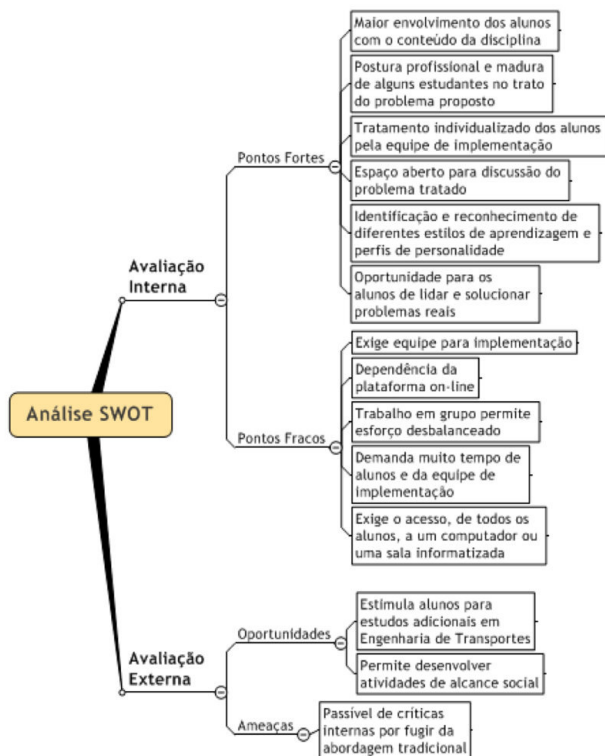 Análise SWOT
Avaliação
Interna
Pontos Fortes
Maior envolvimento dos alunos
com o conteúdo da disciplina
Postura profissional e madura
de alguns estudantes no trato
do problema proposto
Tratamento individualizado dos alunos
pela equipe de implementação
Espaço aberto para discussão do
problema tratado
Identificação e reconhecimento de
diferentes estilos de aprendizagem e
perfis de personalidade
Oportunidade para os
alunos de lidar e solucionar
problemas reais
Pontos Fracos
Exige equipe para implementação
Dependência da
plataforma on-line
Trabalho em grupo permite
esforço desbalanceado
Demanda muito tempo de
alunos e da equipe de
implementação
Exige o acesso, de todos os
alunos, a um computador ou
uma sala informatizada
Avaliação
Externa
Oportunidades
Estimula alunos para
estudos adicionais em
Engenharia de Transportes
Permite desenvolver
atividades de alcance social
Ameaças
Passível de críticas
internas por fugir da
abordagem tradicional